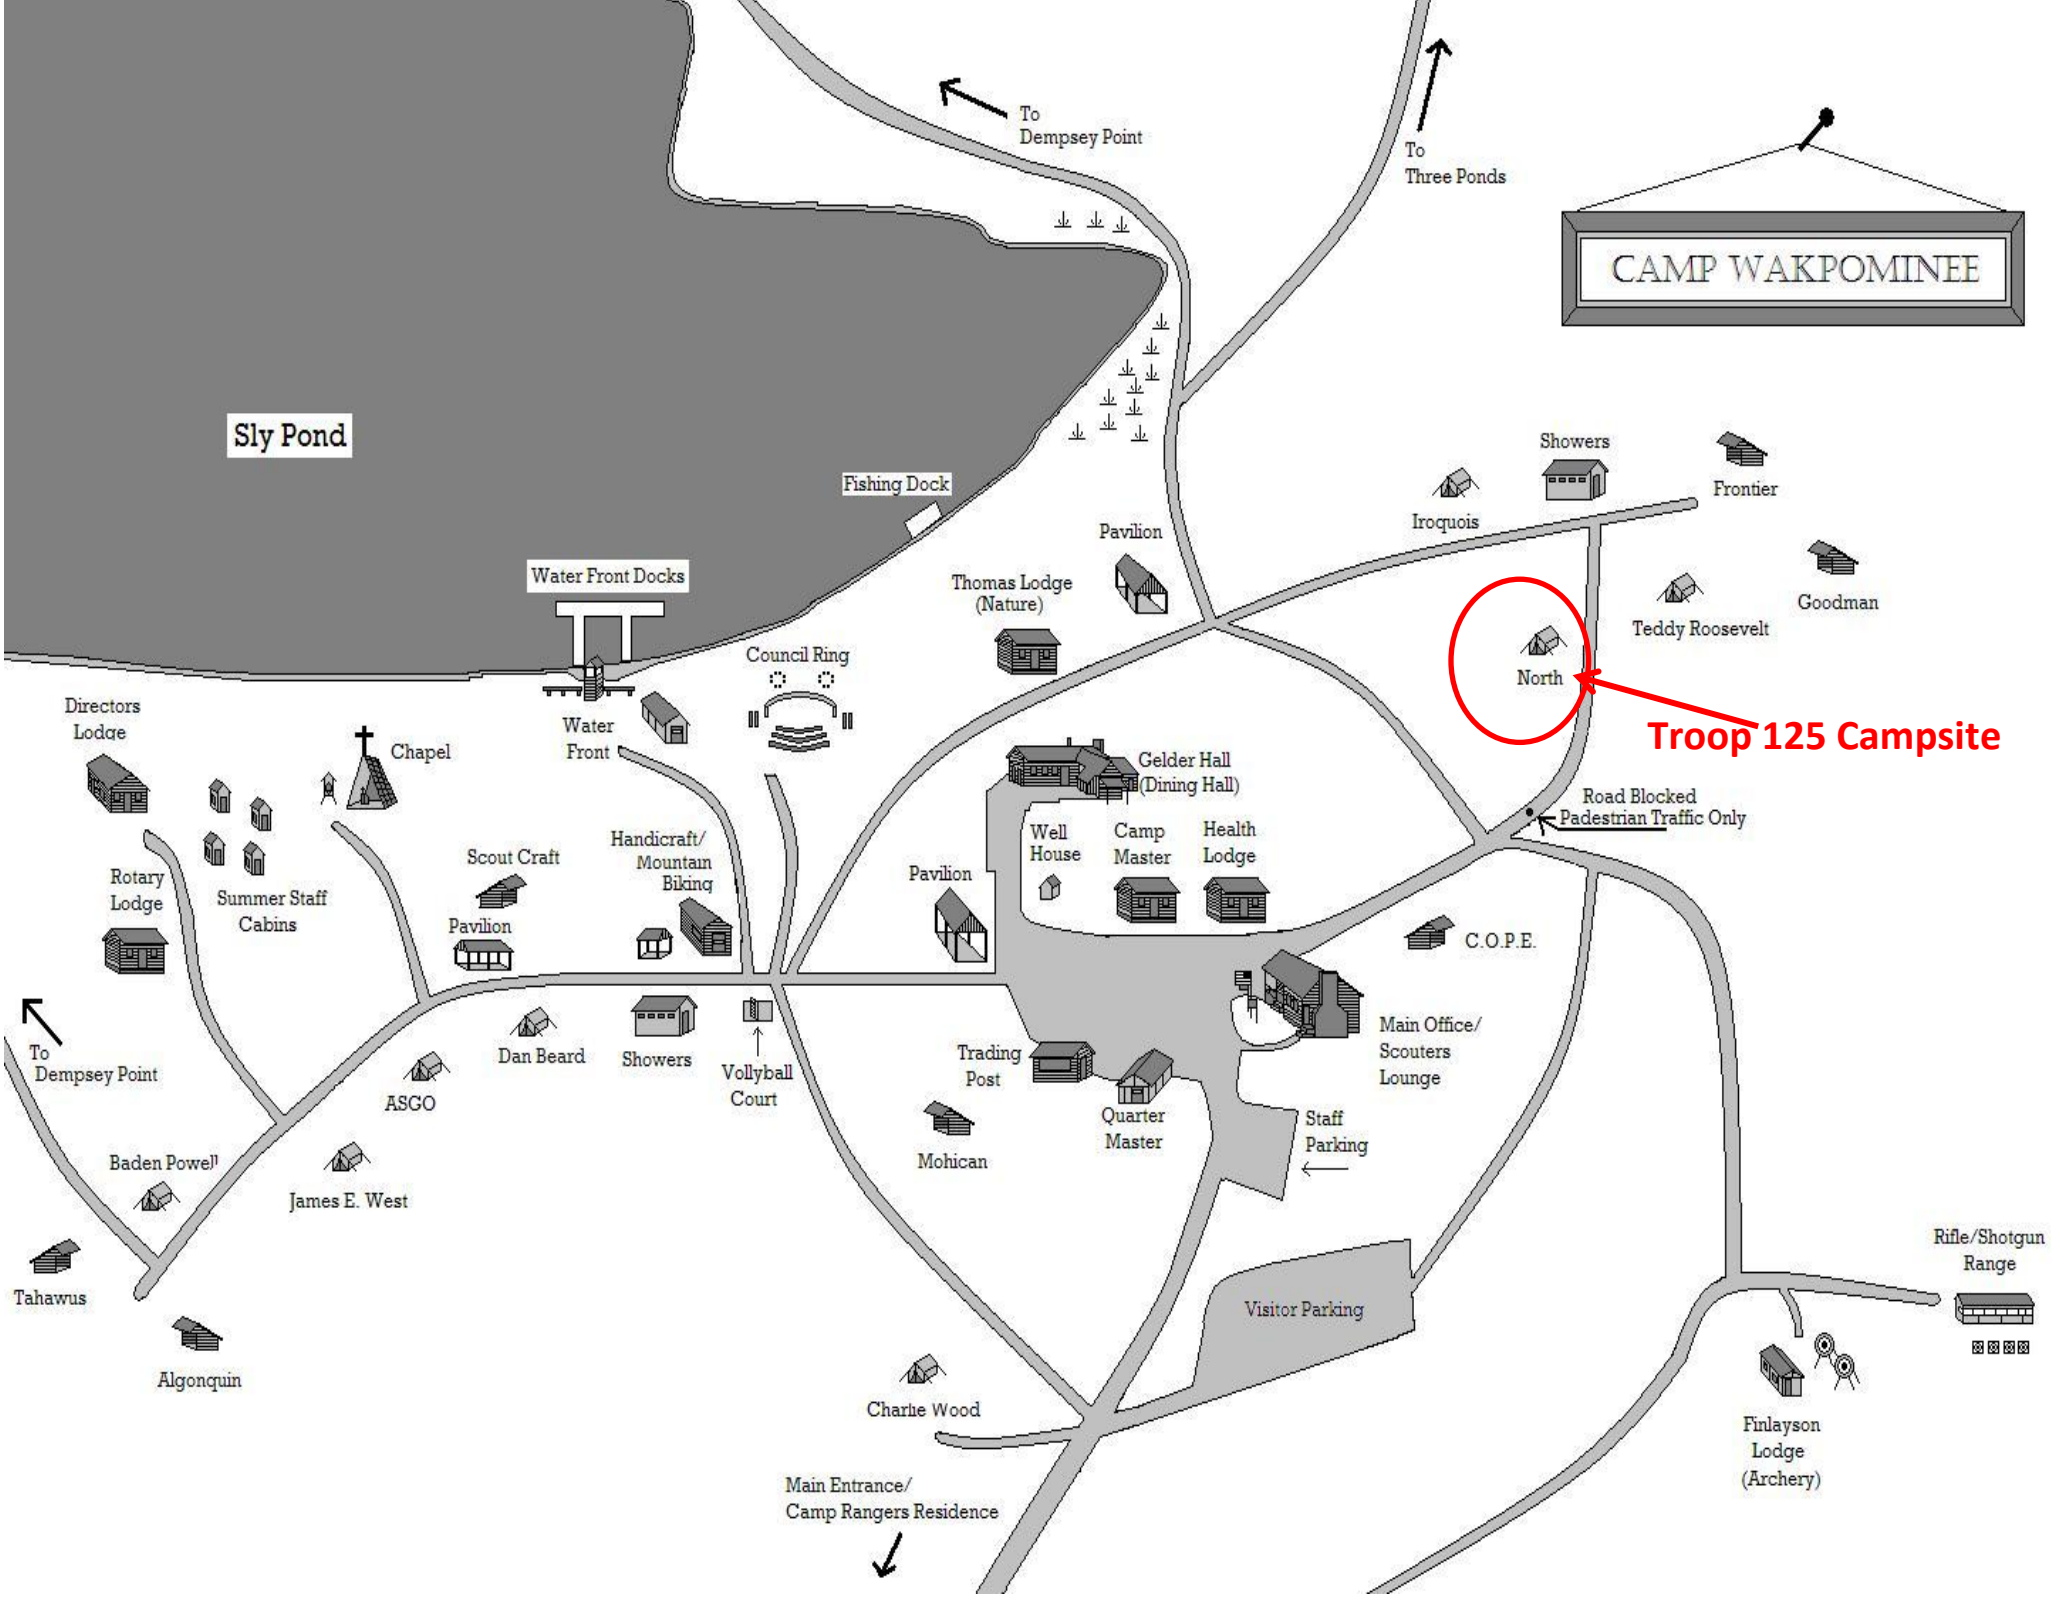 To
Dempsey Point
To
Three Ponds
CAMP WAKPOMINEE
Sly Pond
Fishing Dock
Water Front Docks
Showers
Frontier
Iroquois
Pavilion
Thomas Lodge
(Nature)
Goodman
Teddy Roosevelt
North
Troop 125 Campsite
Council Ring
Directors
Lodge
Water
Front
Chapel
Gelder Hall
(Dining Hall)
Road Blocked
Padestrian Traffic Only
Well
House
Camp
Master
Health
Lodge
Handicraft/
Mountain
Biking
Scout Craft
Pavilion
Rotary
Lodge
Summer Staff
Cabins
Pavilion
C.O.P.E.
To
Dempsey Point
Dan Beard
Showers
Vollyball
Court
ASGO
Trading
Post
Main Office/
Scouters
Lounge
Quarter
Master
Staff
Parking
Mohican
Baden Powell
James E. West
Tahawus
Algonquin
Visitor Parking
Rifle/Shotgun
Range
Charlie Wood
Finlayson
Lodge
(Archery)
Main Entrance/
Camp Rangers Residence